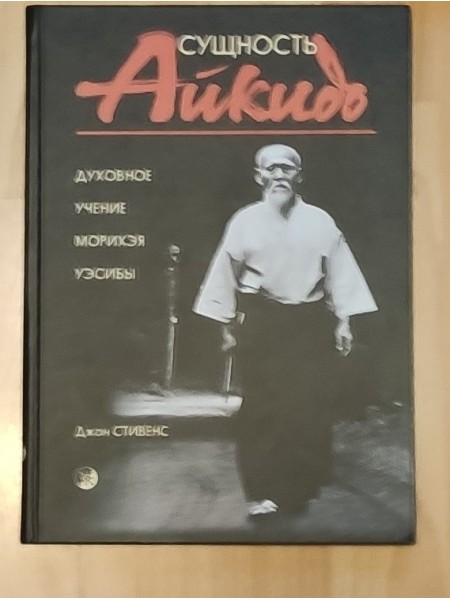 СУЩНОСТЬ
Айкидо
ДУХОВНОЕ
УЧЕНИЕ
МОРИХЭЯ
УЭСИБЫ
Джон СТИВЕНС